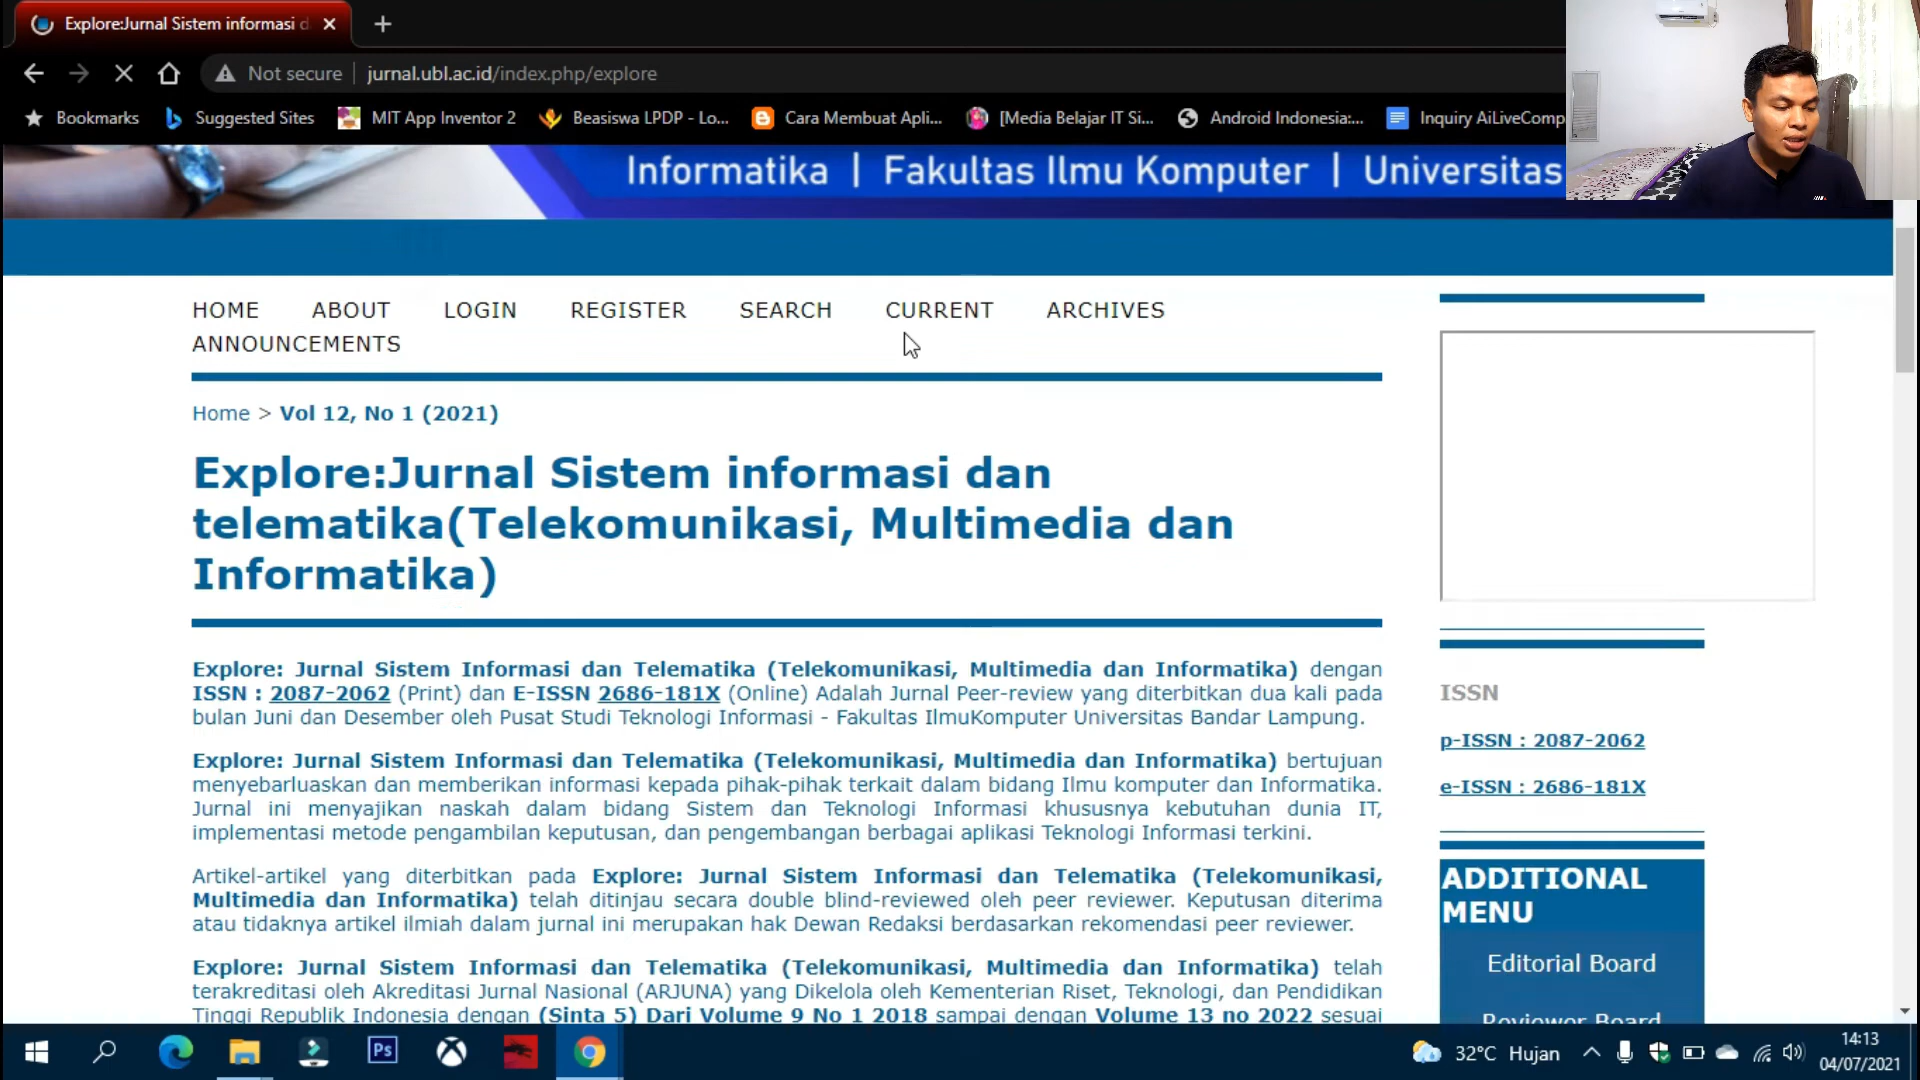 Explore:Jurnal Sistem informasi d
Not secure
jurnal.ubl.ac.id/index.php/explore
Bookmarks
Suggested Sites
MIT App Inventor 2
Beasiswa LPDP - Lo...
Cara Membuat Apli...
[Media Belajar IT Si...
Android Indonesia:...
Inquiry AiLiveComp
Informatika | Fakultas Ilmu Komputer | Universitas
HOME ABOUT LOGIN REGISTER SEARCH CURRENT ARCHIVES
ANNOUNCEMENTS
Home > Vol 12, No 1 (2021)
Explore:Jurnal Sistem informasi dan
telematika(Telekomunikasi, Multimedia dan
Informatika)
Explore: Jurnal Sistem Informasi dan Telematika (Telekomunikasi, Multimedia dan Informatika) dengan
ISSN : 2087-2062 (Print) dan E-ISSN 2686-181X (Online) Adalah Jurnal Peer-review yang diterbitkan dua kali pada
bulan Juni dan Desember oleh Pusat Studi Teknologi Informasi - Fakultas IlmuKomputer Universitas Bandar Lampung.
Explore: Jurnal Sistem Informasi dan Telematika (Telekomunikasi, Multimedia dan Informatika) bertujuan
menyebarluaskan dan memberikan informasi kepada pihak-pihak terkait dalam bidang Ilmu komputer dan Informatika.
Jurnal ini menyajikan naskah dalam bidang Sistem dan Teknologi Informasi khususnya kebutuhan dunia IT,
implementasi metode pengambilan keputusan, dan pengembangan berbagai aplikasi Teknologi Informasi terkini.
Artikel-artikel yang diterbitkan pada Explore: Jurnal Sistem Informasi dan Telematika (Telekomunikasi,
Multimedia dan Informatika) telah ditinjau secara double blind-reviewed oleh peer reviewer. Keputusan diterima
atau tidaknya artikel ilmiah dalam jurnal ini merupakan hak Dewan Redaksi berdasarkan rekomendasi peer reviewer.
Explore: Jurnal Sistem Informasi dan Telematika (Telekomunikasi, Multimedia dan Informatika) telah
terakreditasi oleh Akreditasi Jurnal Nasional (ARJUNA) yang Dikelola oleh Kementerian Riset, Teknologi, dan Pendidikan
Tinggi Republik Indonesia dengan (Sinta 5) Dari Volume 9 No 1 2018 sampai dengan Volume 13 no 2022 sesuai
ISSN
p-ISSN : 2087-2062
e-ISSN : 2686-181X
ADDITIONAL
MENU
Editorial Board
Reviewer Board
Ps
32°C Hujan
14:13
04/07/2021